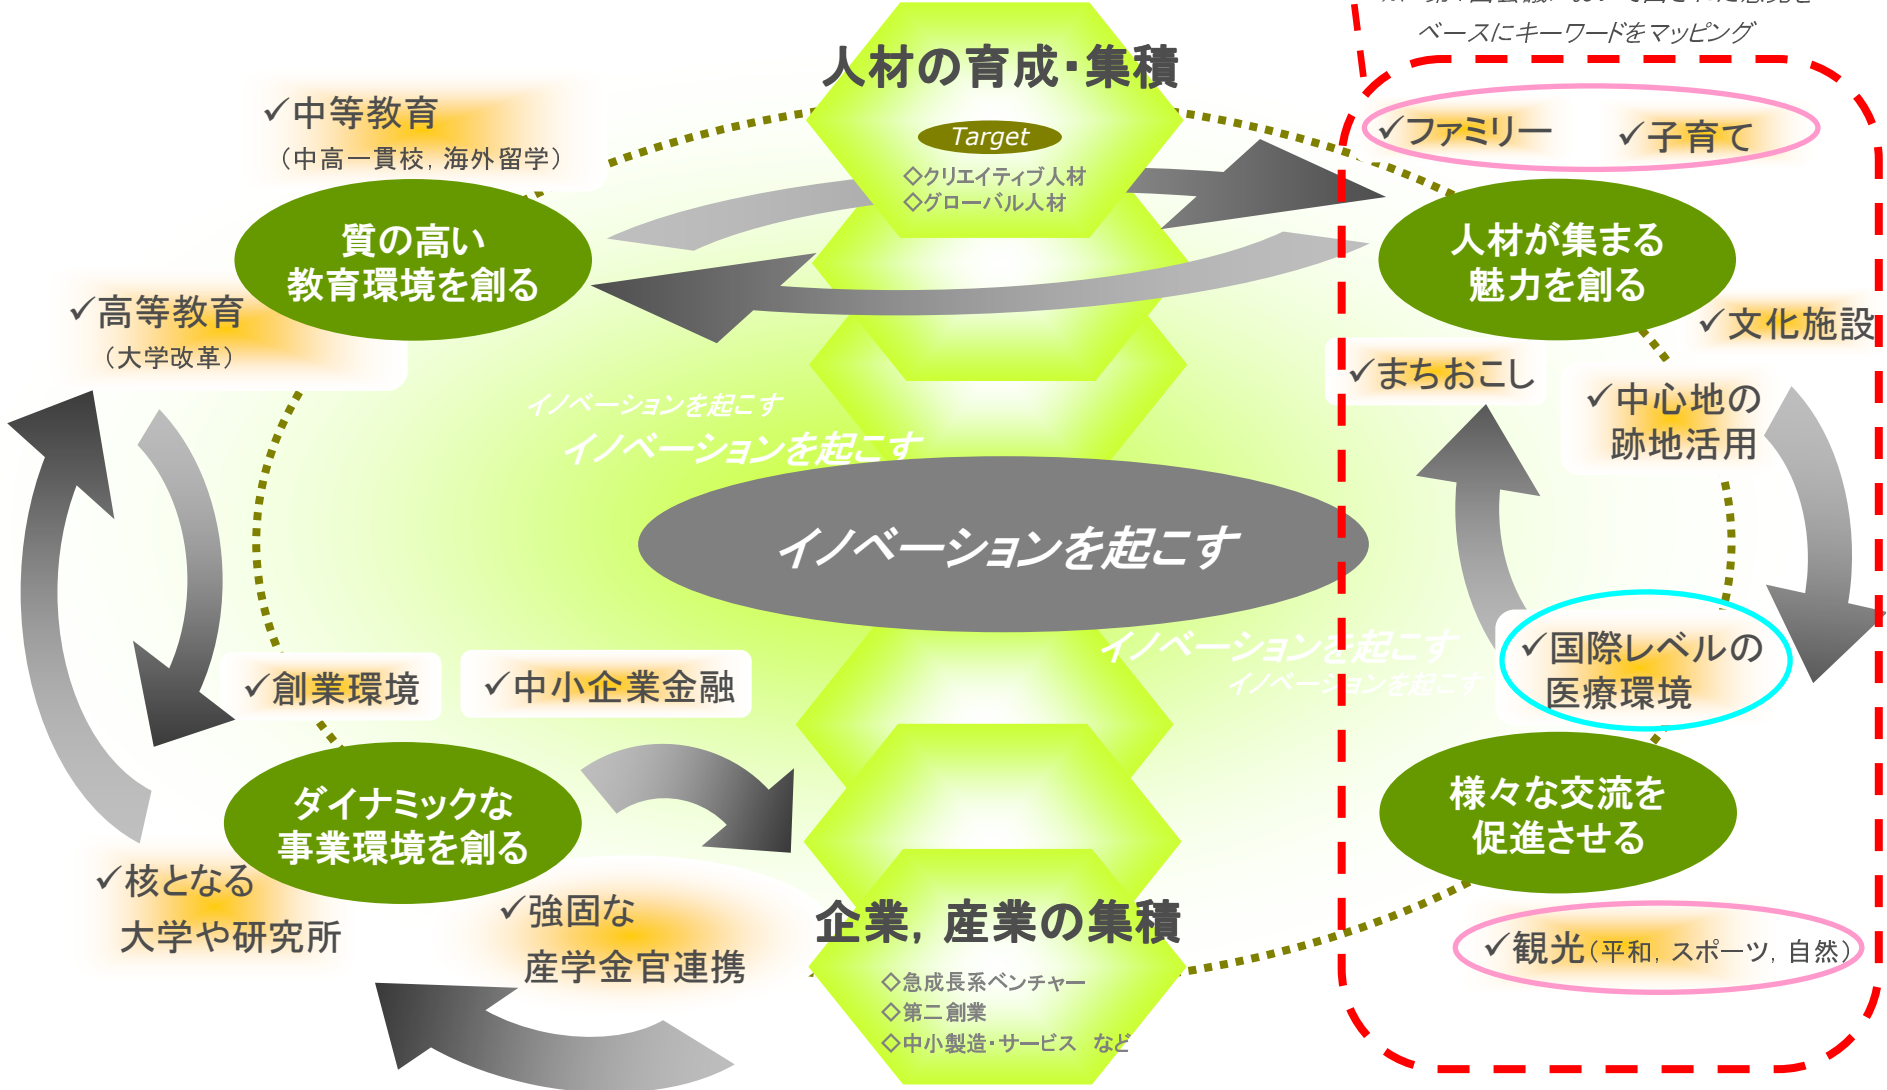 ベースにキーワードをマッピング
人材の育成・集積
Target
◇クリエイティブ人材
◇グローバル人材
✓中等教育
（中高一貫校，海外留学）
質の高い
教育環境を創る
✓高等教育
（大学改革）
✓ファミリー
✓子育て
人材が集まる
魅力を創る
✓文化施設
✓まちおこし
✓中心地の
跡地活用
イノベーションを起こす
イノベーションを起こす
イノベーションを起こす
イノベーションを起こす
イノベーションを起こす
✓国際レベルの
医療環境
✓創業環境
✓中小企業金融
ダイナミックな
事業環境を創る
✓核となる
大学や研究所
✓強固な
産学金官連携
様々な交流を
促進させる
✓観光（平和，スポーツ，自然）
企業，産業の集積
◇急成長系ベンチャー
◇第二創業
◇中小製造・サービス　など